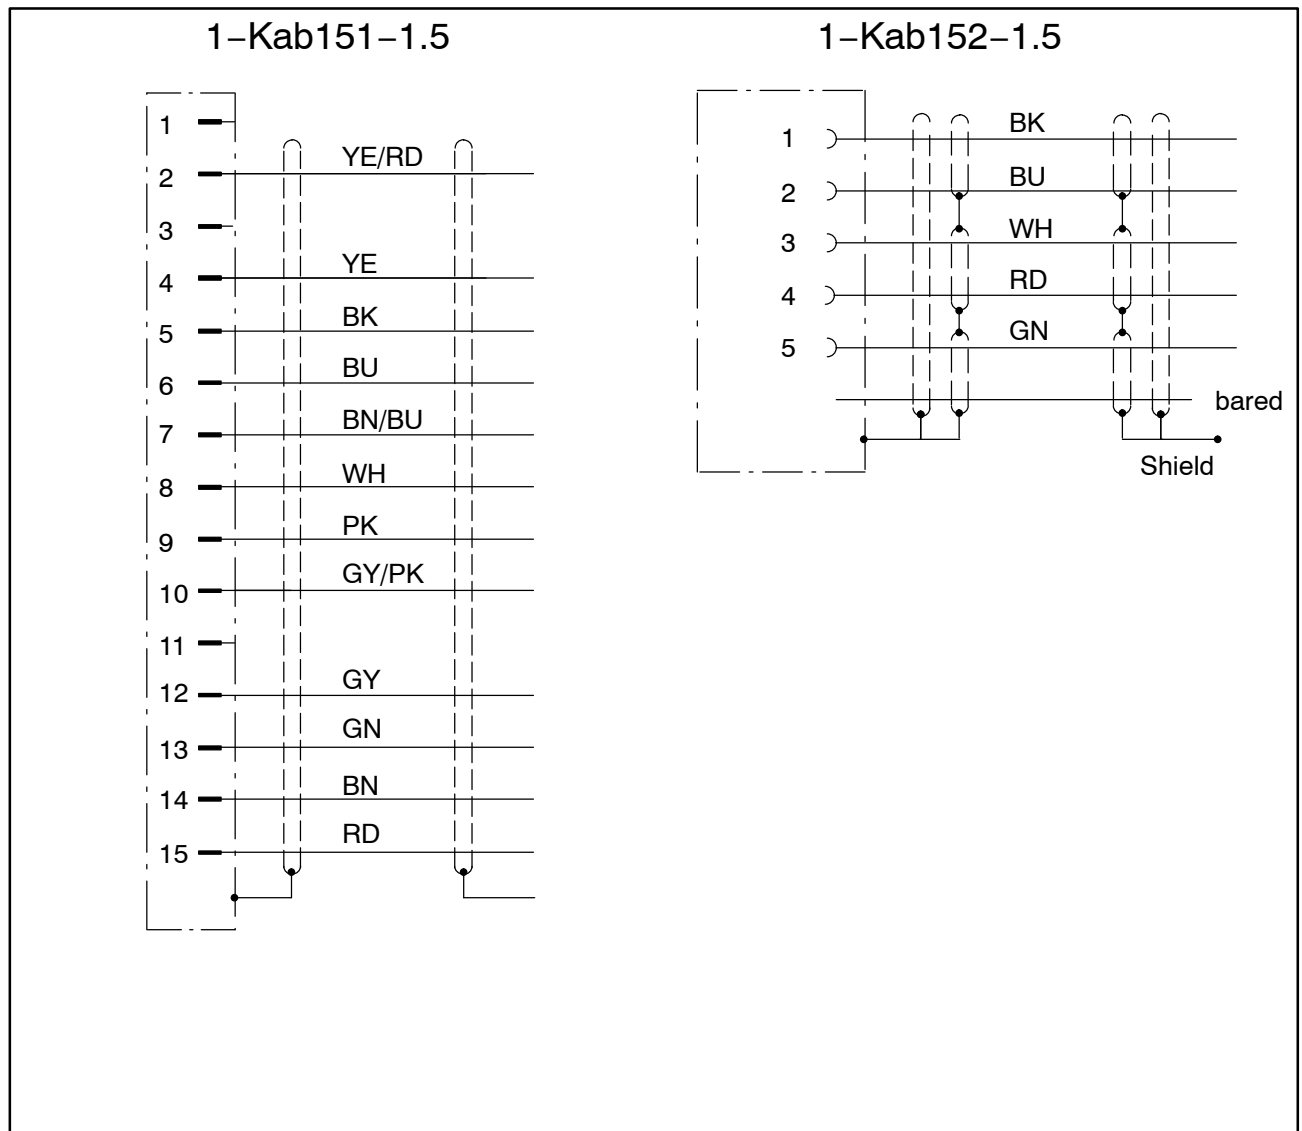 1−Kab151−1.5
1
2 YE/RD
3
4 YE
5 BK
6 BU
7 BN/BU
8 WH
9 PK
10 GY/PK
11
12 GY
13 GN
14 BN
15 RD
1−Kab152−1.5
1 BK
2 BU
3 WH
4 RD
5 GN
bared
Shield